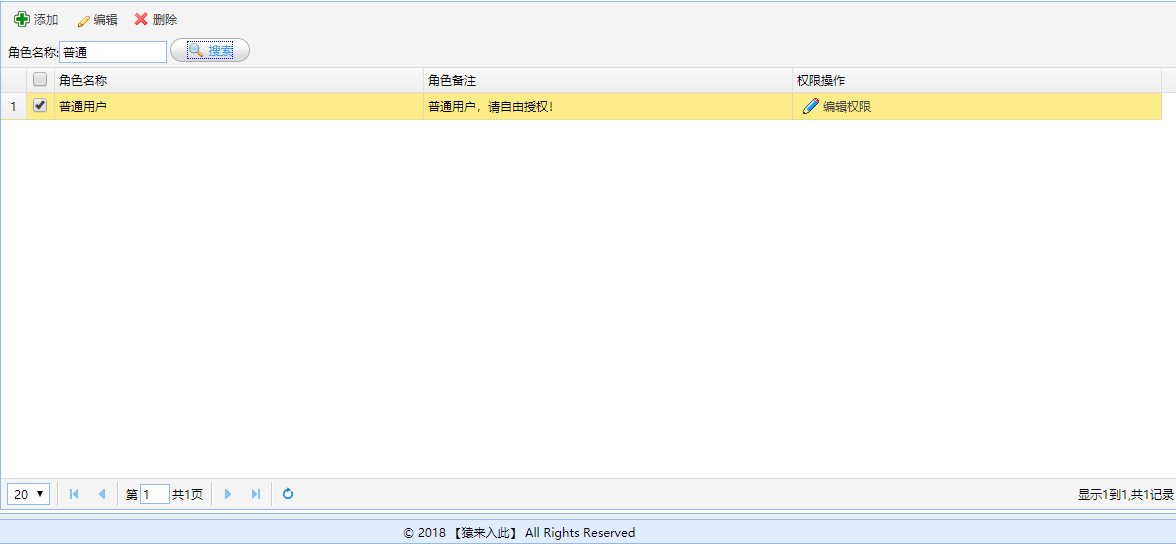 添加 编辑 删除
角色名称: 普通 搜索
角色名称 角色备注 权限操作
1 普通用户 普通用户，请自由授权! 编辑权限
20 第 1 共1页 显示1到1,共1记录
© 2018 【猿来入此】 All Rights Reserved